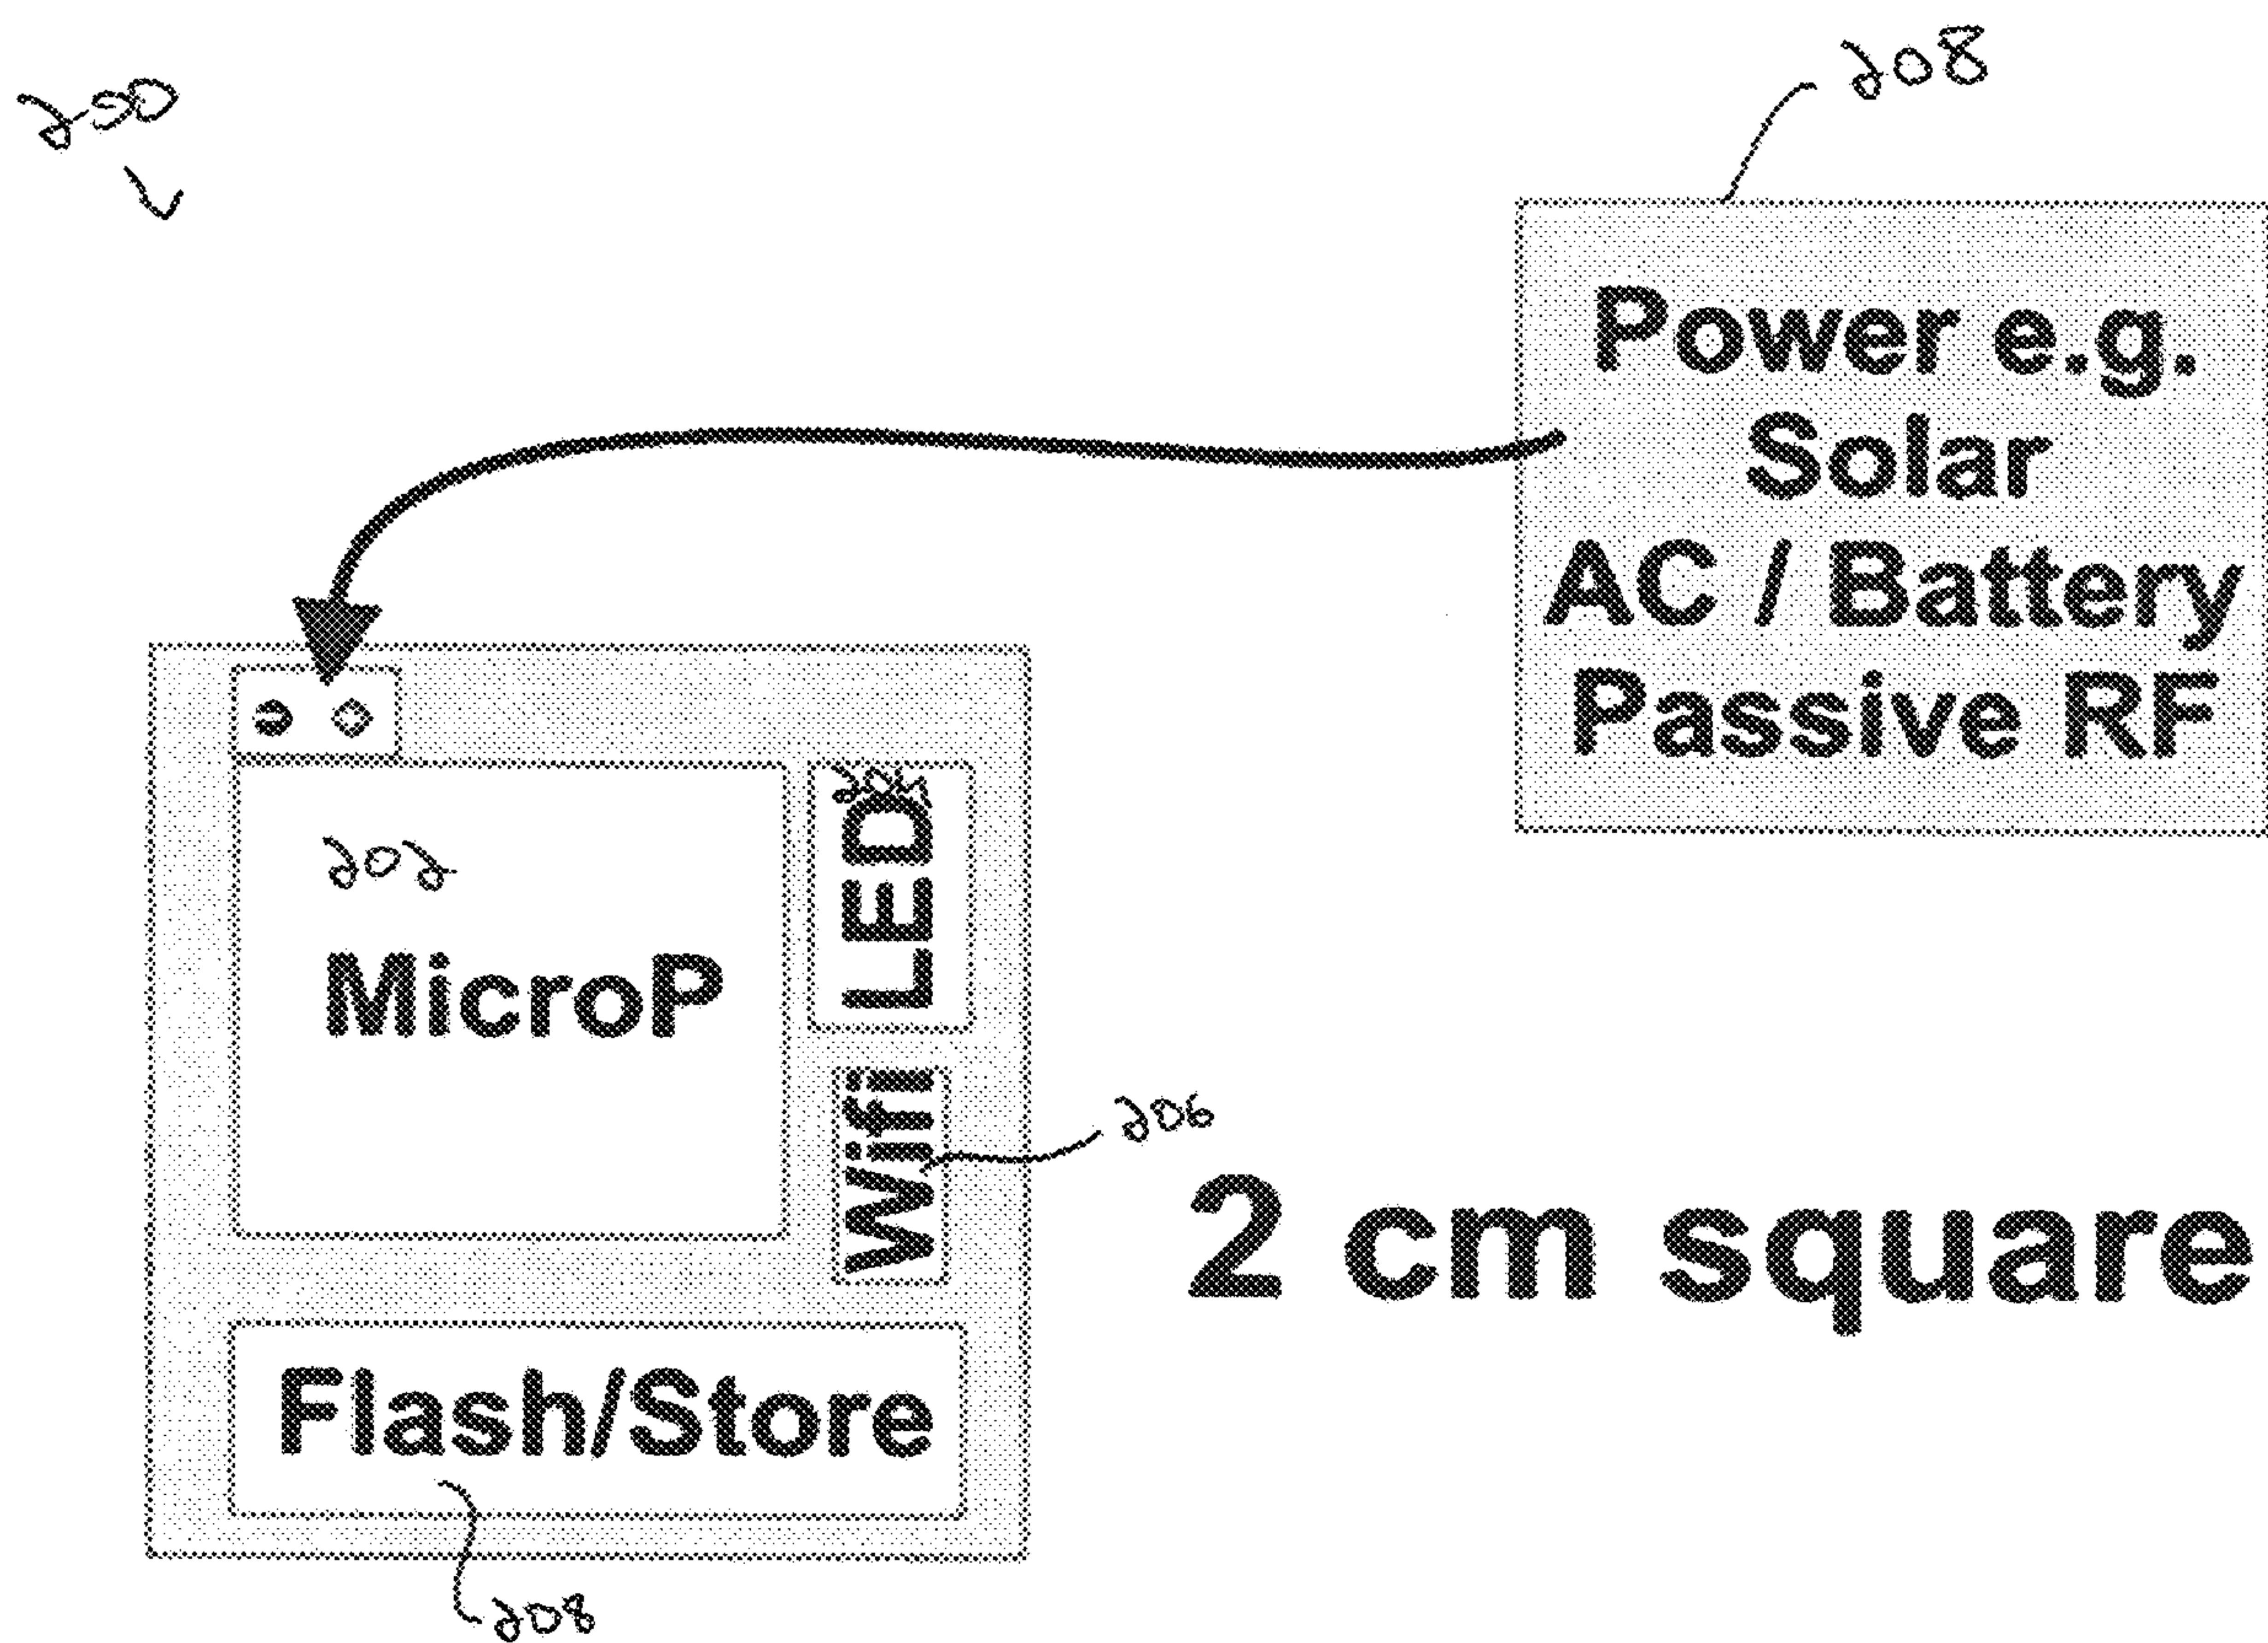 200
208
Power e.g.
Solar
AC / Battery
Passive RF
202
MicroP
LED
Wifi
206
2 cm square
Flash/Store
208